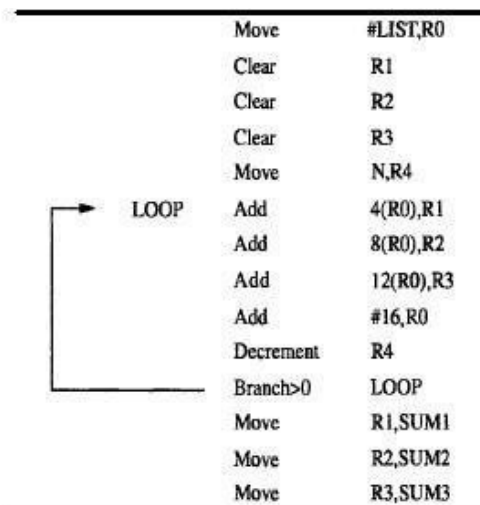 Move #LIST,R0
Clear R1
Clear R2
Clear R3
Move N,R4
LOOP Add 4(R0),R1
Add 8(R0),R2
Add 12(R0),R3
Add #16,R0
Decrement R4
Branch>0 LOOP
Move R1,SUM1
Move R2,SUM2
Move R3,SUM3